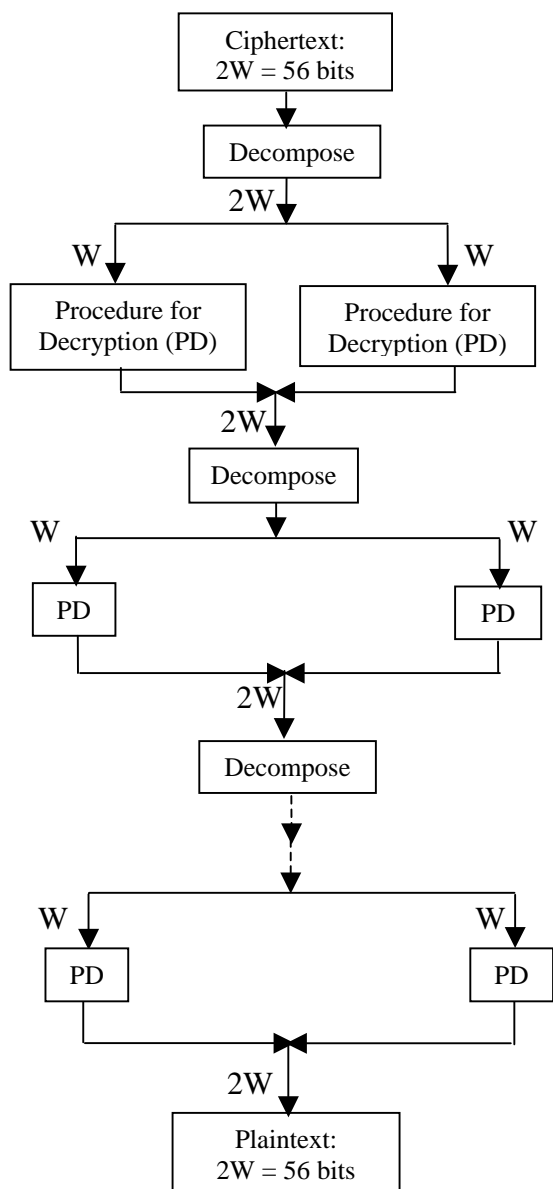 Ciphertext:
2W = 56 bits
Decompose
2W
W W
Procedure for
Decryption (PD)
Procedure for
Decryption (PD)
2W
Decompose
W W
PD PD
2W
Decompose
W W
PD PD
2W
Plaintext:
2W = 56 bits